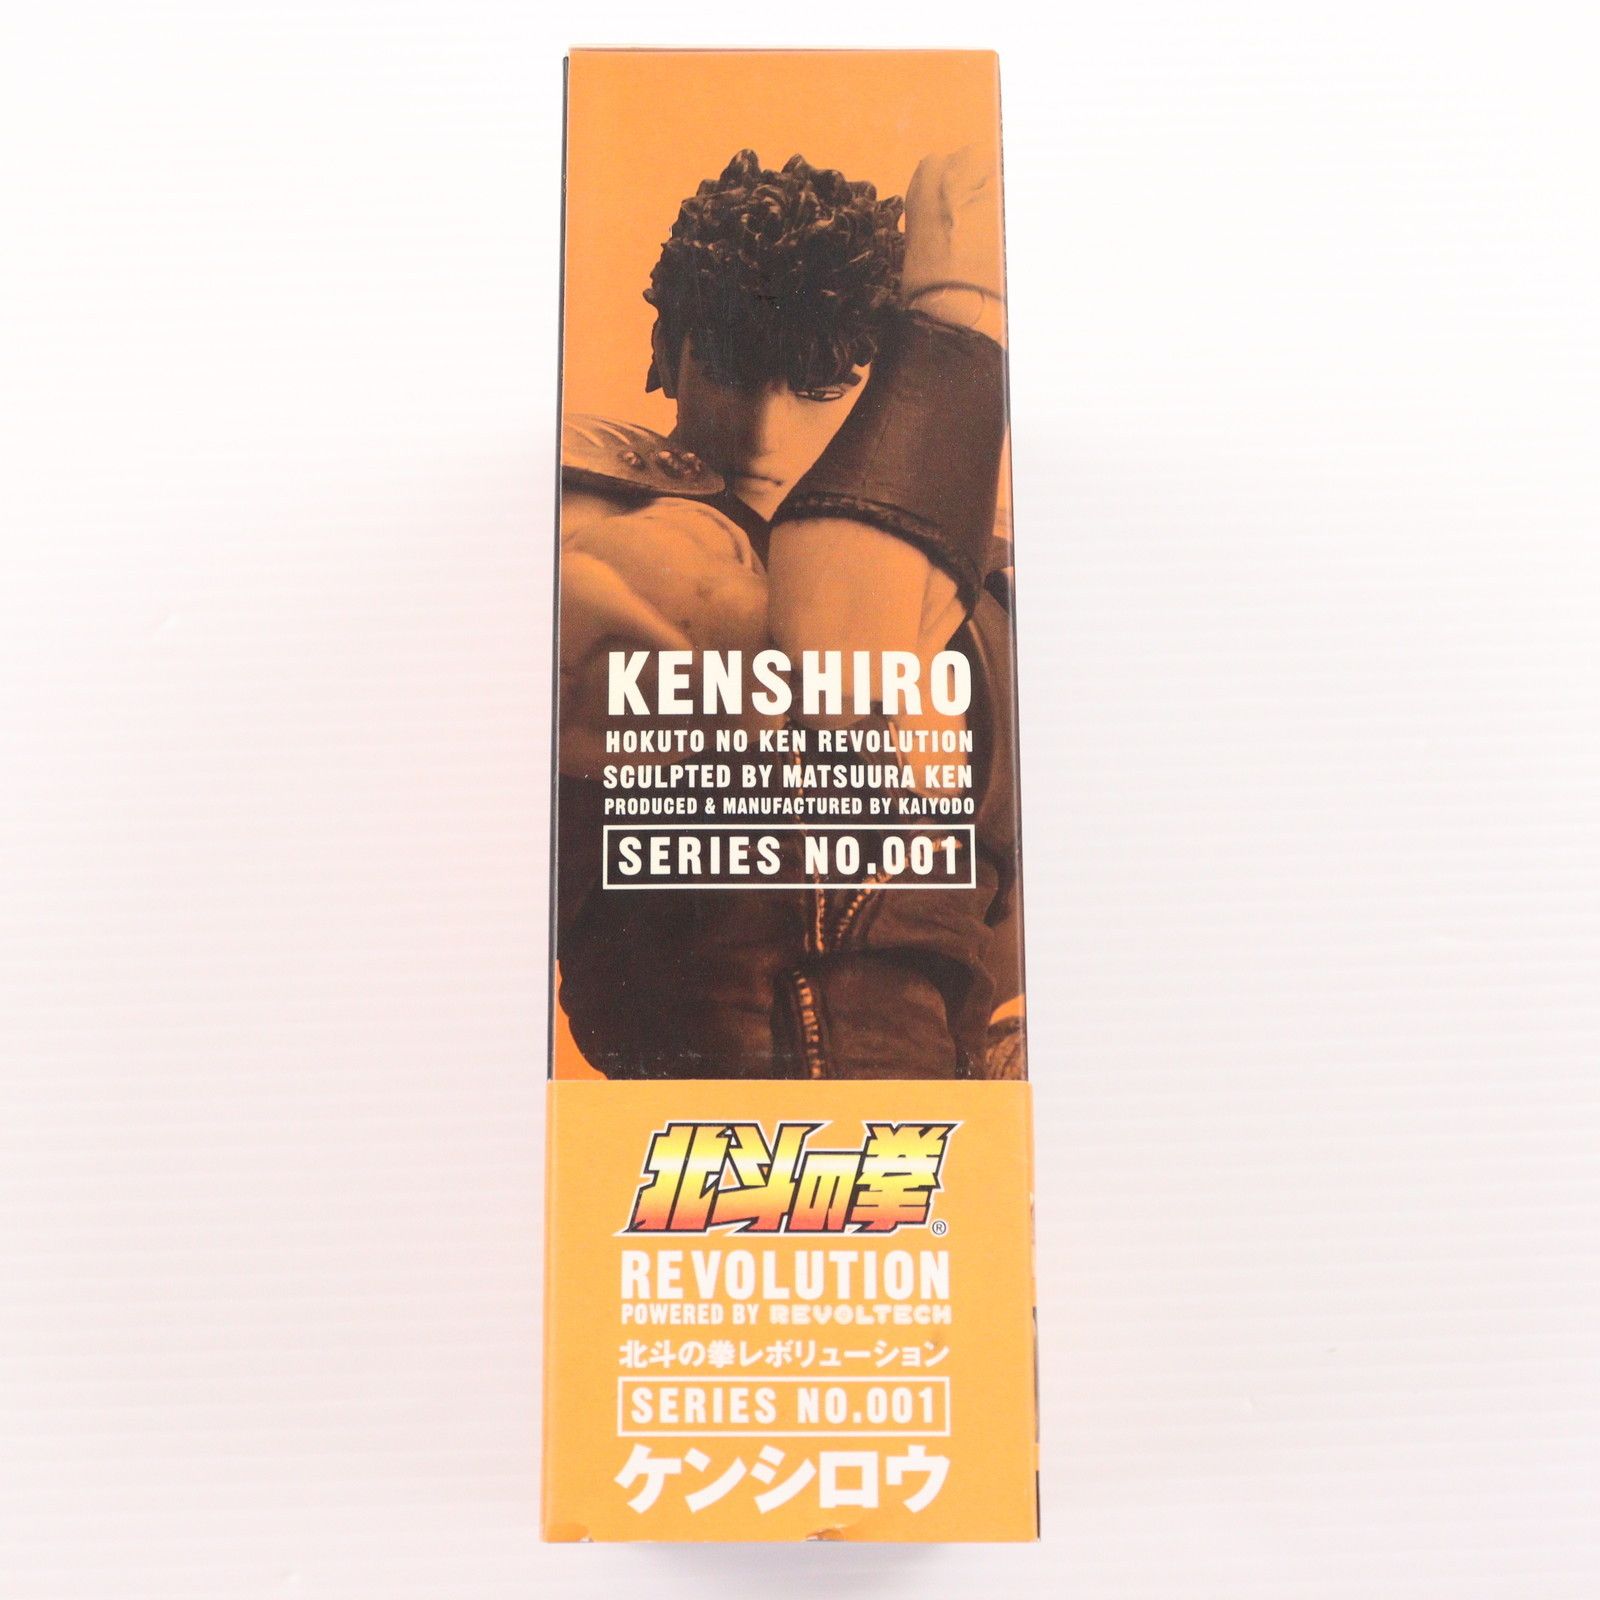 KENSHIRO
HOKUTO NO KEN REVOLUTION
SCULPTED BY MATSUURA KEN
PRODUCED & MANUFACTURED BY KAIYODO
SERIES NO.001
北斗の拳®
REVOLUTION
POWERED BY REVOLTECH
北斗の拳レボリューション
SERIES NO.001
ケンシロウ